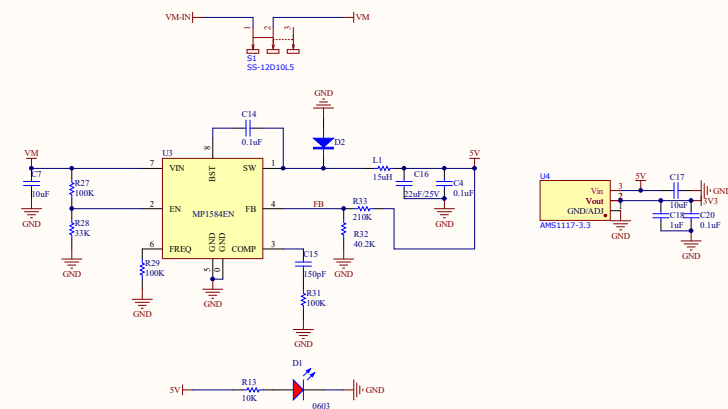 VM-IN
VM
1
2
3
S1
SS-12D10L5
GND
C14
0.1uF
D2
VM
U3
8
5V
C7
10uF
7
VIN
BST
SW
1
L1
15uH
C16
22uF/25V
C4
0.1uF
R27
100K
2
EN
MP1584EN
FB
4
FB
R33
210K
R28
33K
R32
40.2K
GND
6
FREQ
GND
GND
COMP
3
C15
150pF
GND
GND
R29
100K
5
0
GND
R31
100K
GND
GND
GND
U4
5V
C17
10uF
GND
Vin
3
Vout
2
3V3
GND/ADJ
1
C18
1uF
C20
0.1uF
AMS1117-3.3
GND
GND
5V
R13
10K
D1
0603
GND